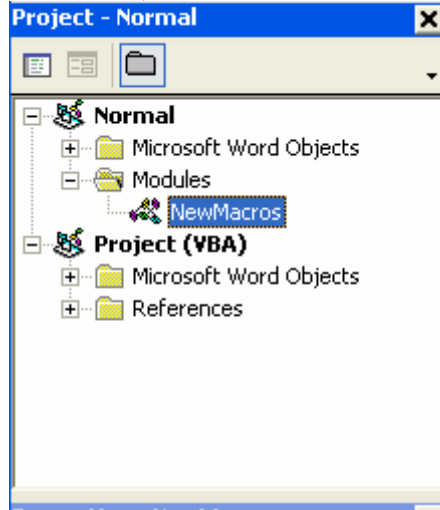 Project - Normal
Normal
Microsoft Word Objects
Modules
NewMacros
Project (VBA)
Microsoft Word Objects
References